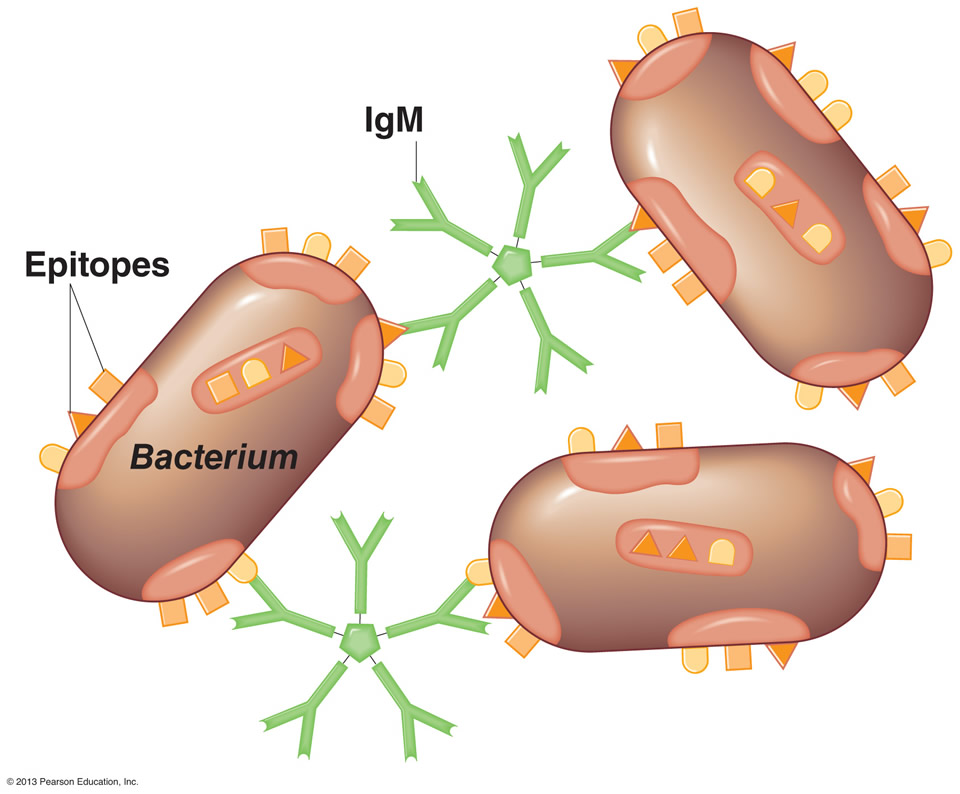 IgM
Epitopes
Bacterium
© 2013 Pearson Education, Inc.